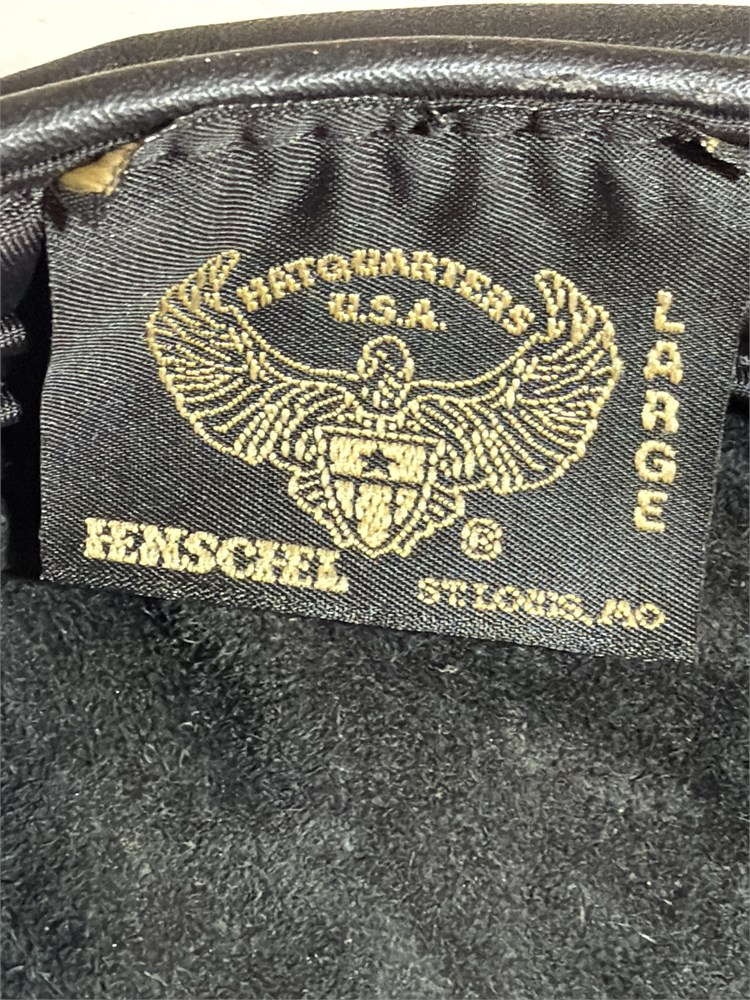 HATQUARTERS
U.S.A.
LARGE
HENSCHEL
®
ST. LOUIS, MO